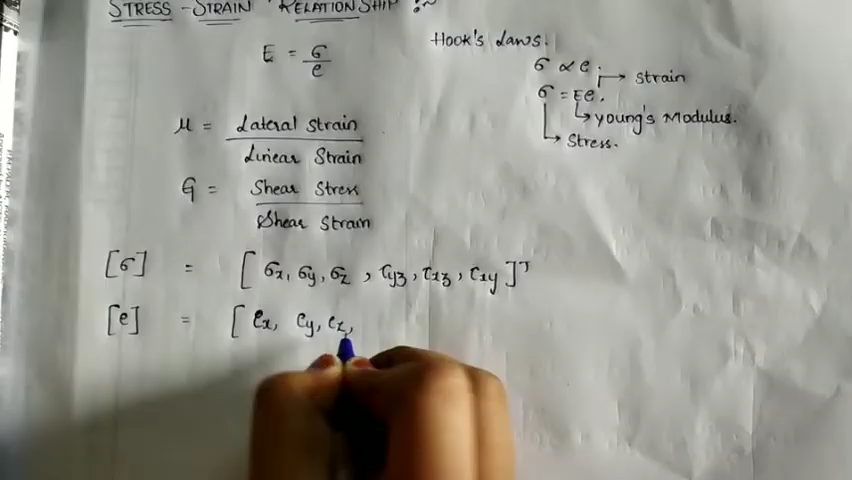 STRESS - STRAIN RELATIONSHIP :~
Hook's Laws:
E = σ/e
σ ∝ e.
→ strain
σ = Ee.
→ Young's Modulus.
→ Stress.
μ = Lateral Strain / Linear Strain
G = Shear Stress / Shear Strain
[σ] = [σx, σy, σz, τyz, τxz, τxy]ᵀ
[e] = [ex, ey, ez,